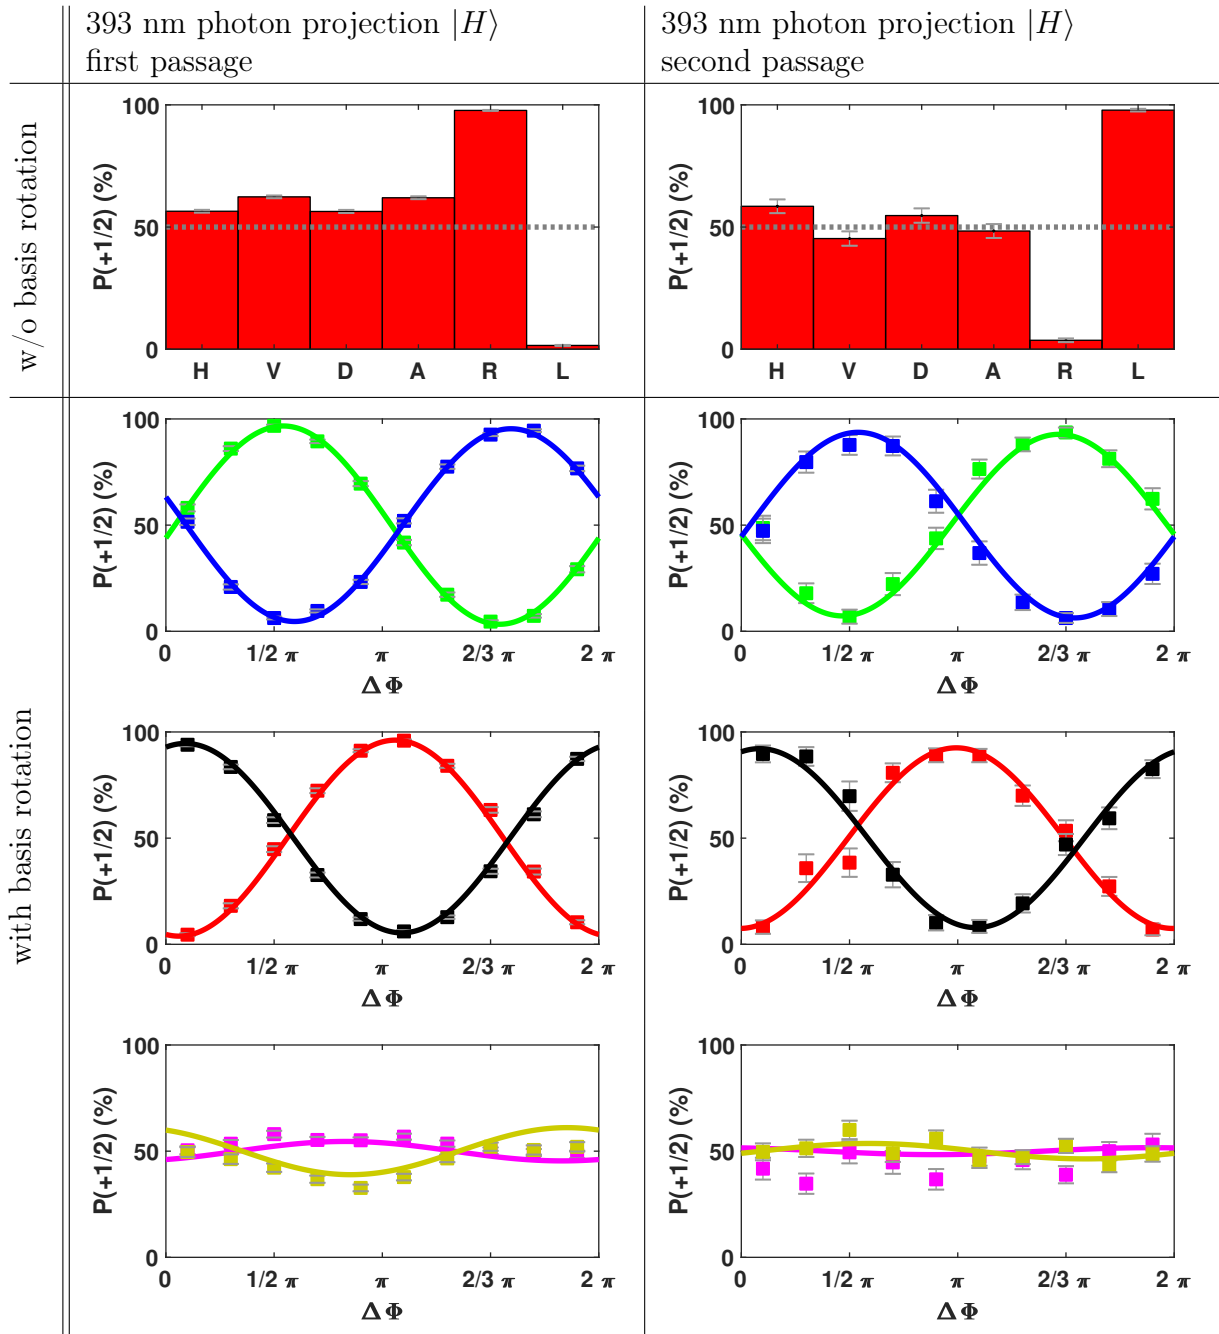 393 nm photon projection |H⟩
first passage
393 nm photon projection |H⟩
second passage
w/o basis rotation
P(+1/2) (%)
100
50
0
H V D A R L
P(+1/2) (%)
100
50
0
H V D A R L
with basis rotation
P(+1/2) (%)
100
50
0
0 1/2 π π 2/3 π 2 π
ΔΦ
P(+1/2) (%)
100
50
0
0 1/2 π π 2/3 π 2 π
ΔΦ
P(+1/2) (%)
100
50
0
0 1/2 π π 2/3 π 2 π
ΔΦ
P(+1/2) (%)
100
50
0
0 1/2 π π 2/3 π 2 π
ΔΦ
P(+1/2) (%)
100
50
0
0 1/2 π π 2/3 π 2 π
ΔΦ
P(+1/2) (%)
100
50
0
0 1/2 π π 2/3 π 2 π
ΔΦ